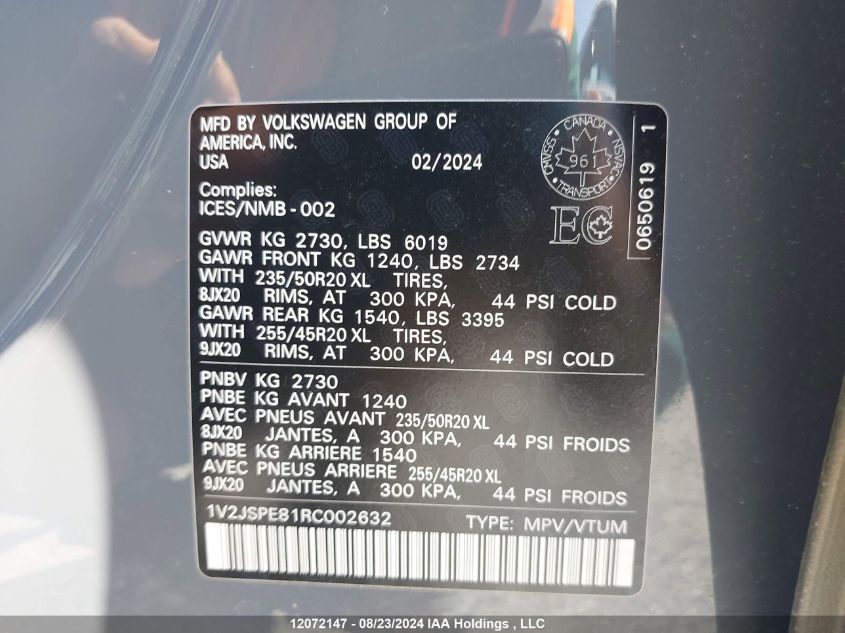 MFD BY VOLKSWAGEN GROUP OF
AMERICA, INC.
USA 02/2024
CANADA
SSVNC NSVAC
961
TRANSPORT
Complies:
ICES/NMB-002
EC
0650619 1
GVWR KG 2730, LBS 6019
GAWR FRONT KG 1240, LBS 2734
WITH 235/50R20 XL TIRES,
8JX20 RIMS, AT 300 KPA, 44 PSI COLD
GAWR REAR KG 1540, LBS 3395
WITH 255/45R20 XL TIRES,
9JX20 RIMS, AT 300 KPA, 44 PSI COLD
PNBV KG 2730
PNBE KG AVANT 1240
AVEC PNEUS AVANT 235/50R20 XL
8JX20 JANTES, A 300 KPA, 44 PSI FROIDS
PNBE KG ARRIERE 1540
AVEC PNEUS ARRIERE 255/45R20 XL
9JX20 JANTES, A 300 KPA, 44 PSI FROIDS
1V2JSPE81RC002632 TYPE: MPV/VTUM
12072147 - 08/23/2024 IAA Holdings , LLC